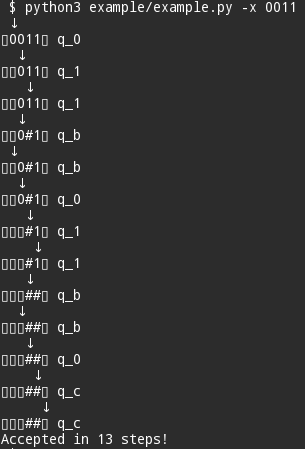 $ python3 example/example.py -x 0011
↓
▯0011▯ q_0
↓
▯▯011▯ q_1
↓
▯▯011▯ q_1
↓
▯▯0#1▯ q_b
↓
▯▯0#1▯ q_b
↓
▯▯0#1▯ q_0
↓
▯▯▯#1▯ q_1
↓
▯▯▯#1▯ q_1
↓
▯▯▯##▯ q_b
↓
▯▯▯##▯ q_b
↓
▯▯▯##▯ q_0
↓
▯▯▯##▯ q_c
↓
▯▯▯##▯ q_c
Accepted in 13 steps!